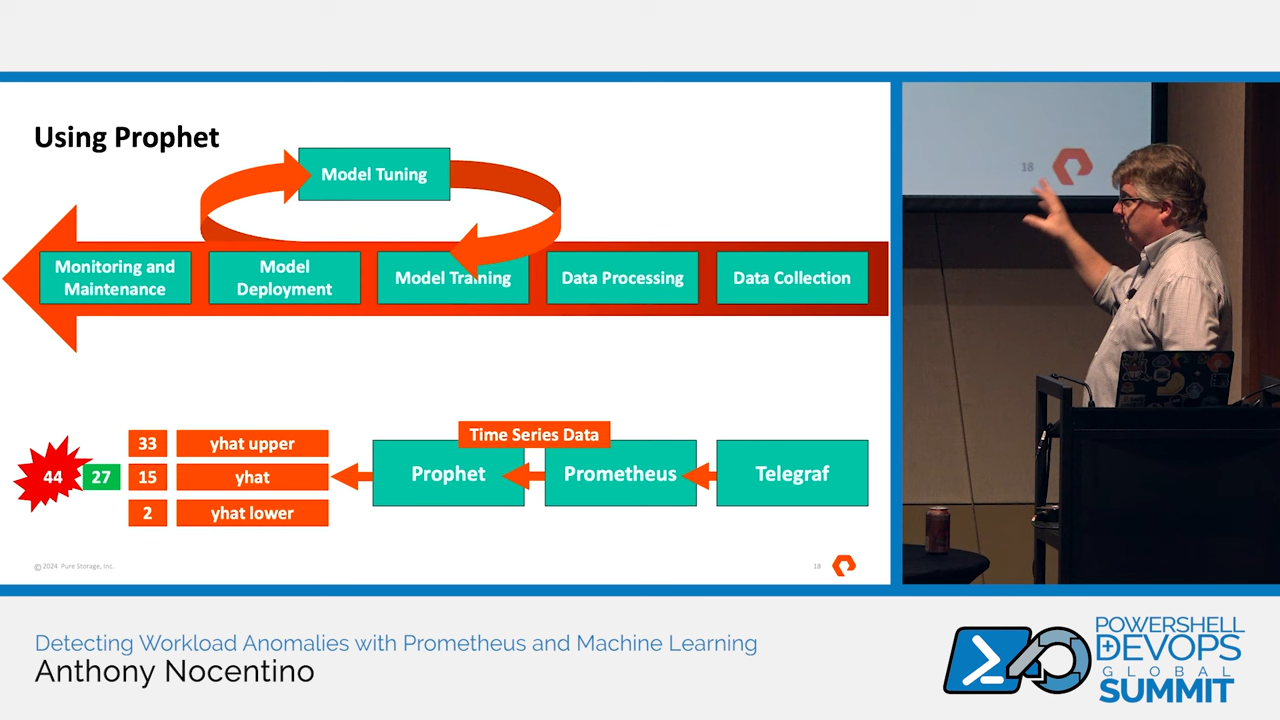 Using Prophet
Model Tuning
Monitoring and
Maintenance
Model
Deployment
Model Training
Data Processing
Data Collection
Time Series Data
33
yhat upper
44
27
15
yhat
2
yhat lower
Prophet
Prometheus
Telegraf
© 2024 Pure Storage, Inc.
18
18
Detecting Workload Anomalies with Prometheus and Machine Learning
Anthony Nocentino
POWERSHELL
DEVOPS
GLOBAL
SUMMIT